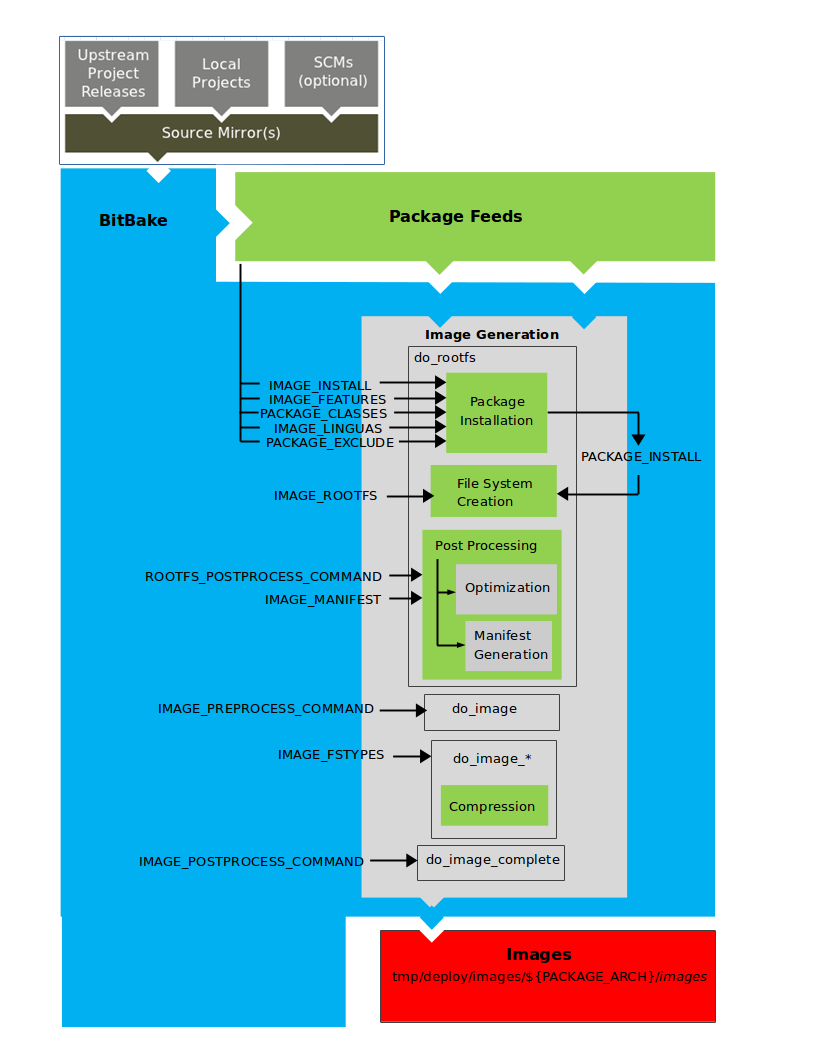 Upstream
Project
Releases
Local
Projects
SCMs
(optional)
Source Mirror(s)
BitBake
Package Feeds
Image Generation
do_rootfs
IMAGE_INSTALL
IMAGE_FEATURES
PACKAGE_CLASSES
IMAGE_LINGUAS
PACKAGE_EXCLUDE
Package
Installation
PACKAGE_INSTALL
IMAGE_ROOTFS
File System
Creation
Post Processing
ROOTFS_POSTPROCESS_COMMAND
IMAGE_MANIFEST
Optimization
Manifest
Generation
IMAGE_PREPROCESS_COMMAND
do_image
IMAGE_FSTYPES
do_image_*
Compression
IMAGE_POSTPROCESS_COMMAND
do_image_complete
Images
tmp/deploy/images/${PACKAGE_ARCH}/images